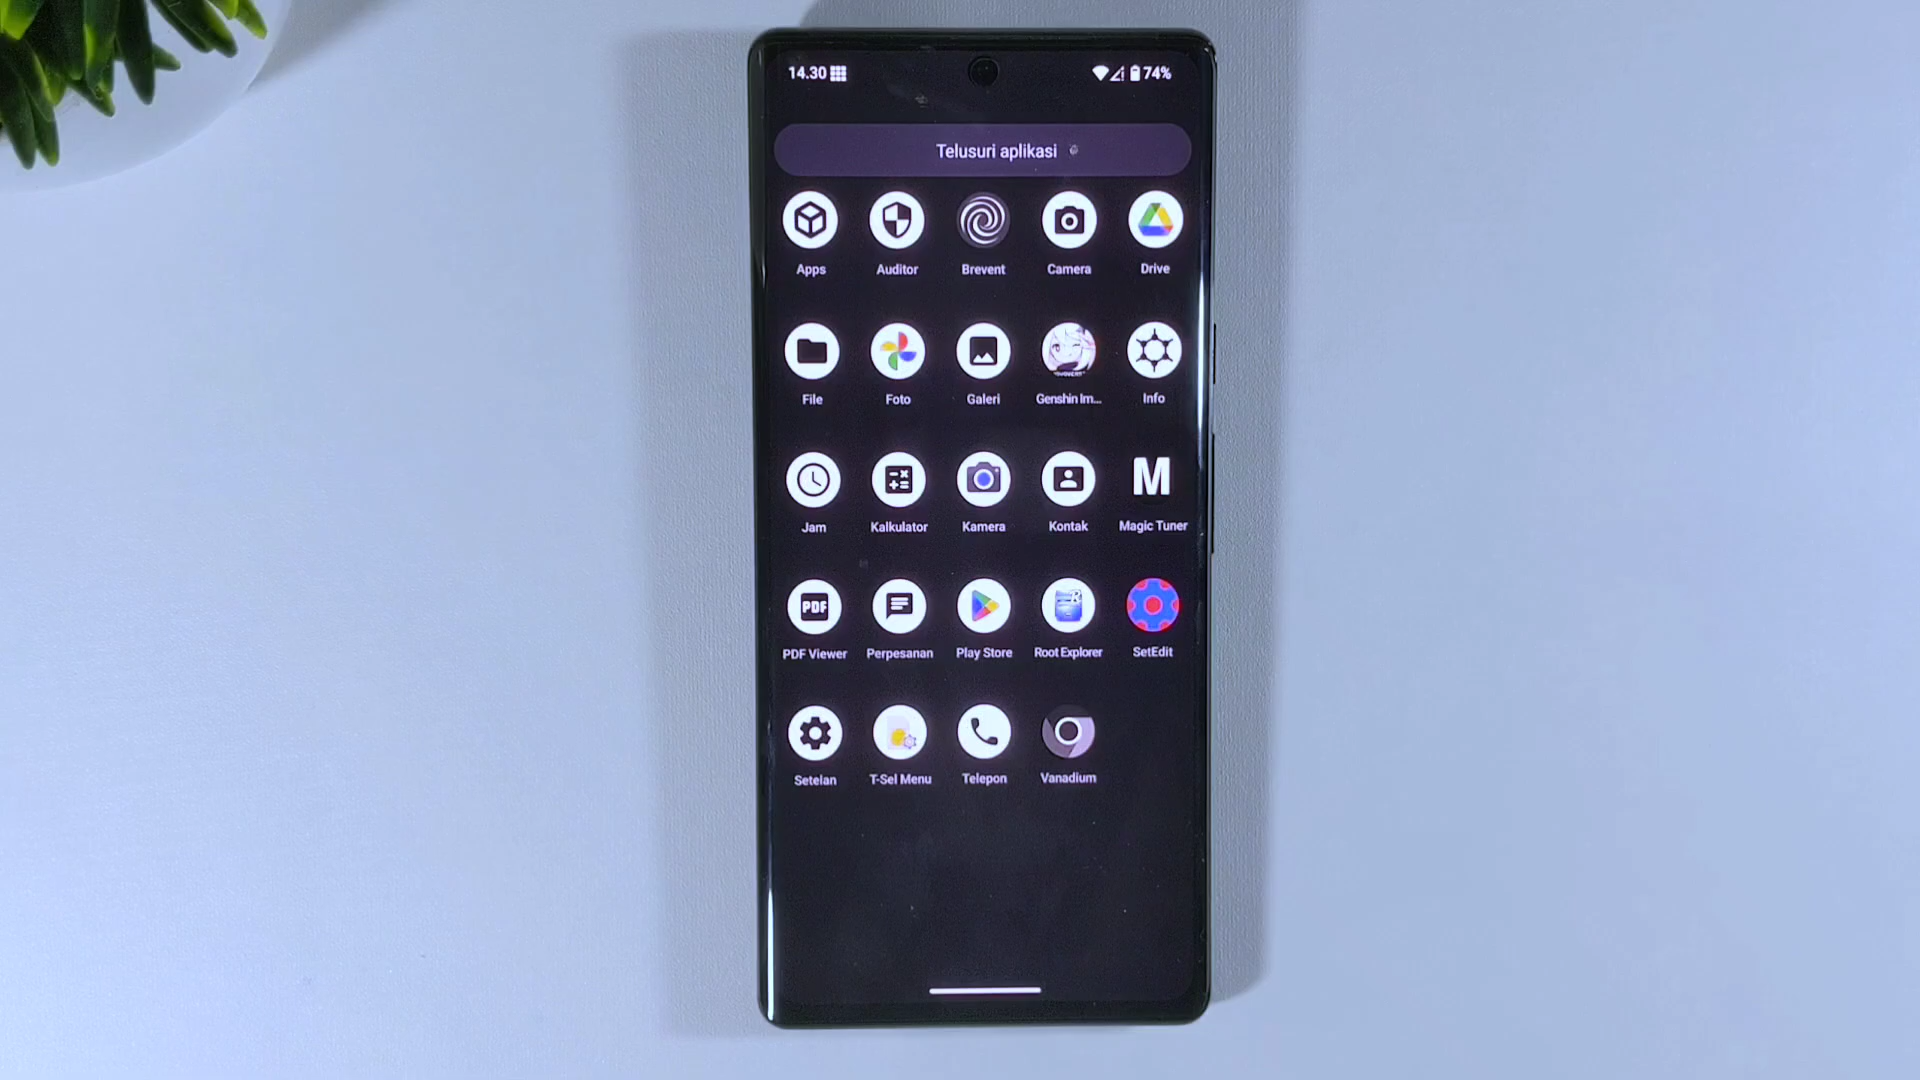 14.30 74%
Telusuri aplikasi
Apps Auditor Brevent Camera Drive
File Foto Galeri Genshin Im... Info
M
Jam Kalkulator Kamera Kontak Magic Tuner
PDF R
PDF Viewer Perpesanan Play Store Root Explorer SetEdit
Setelan T-Sel Menu Telepon Vanadium